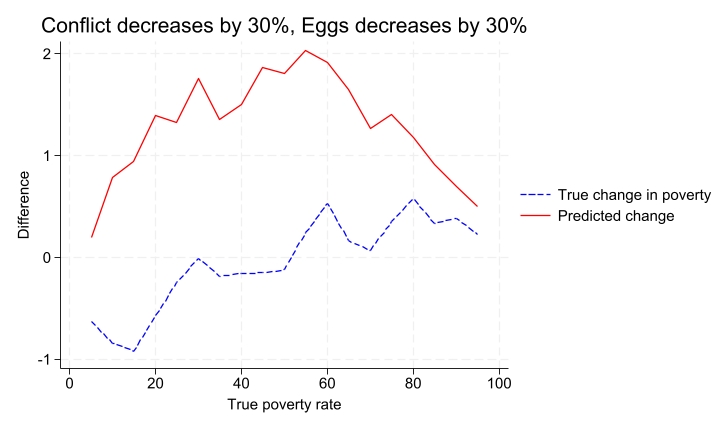 Conflict decreases by 30%, Eggs decreases by 30%
2
1
0
-1
Difference
0 20 40 60 80 100
True poverty rate
True change in poverty
Predicted change